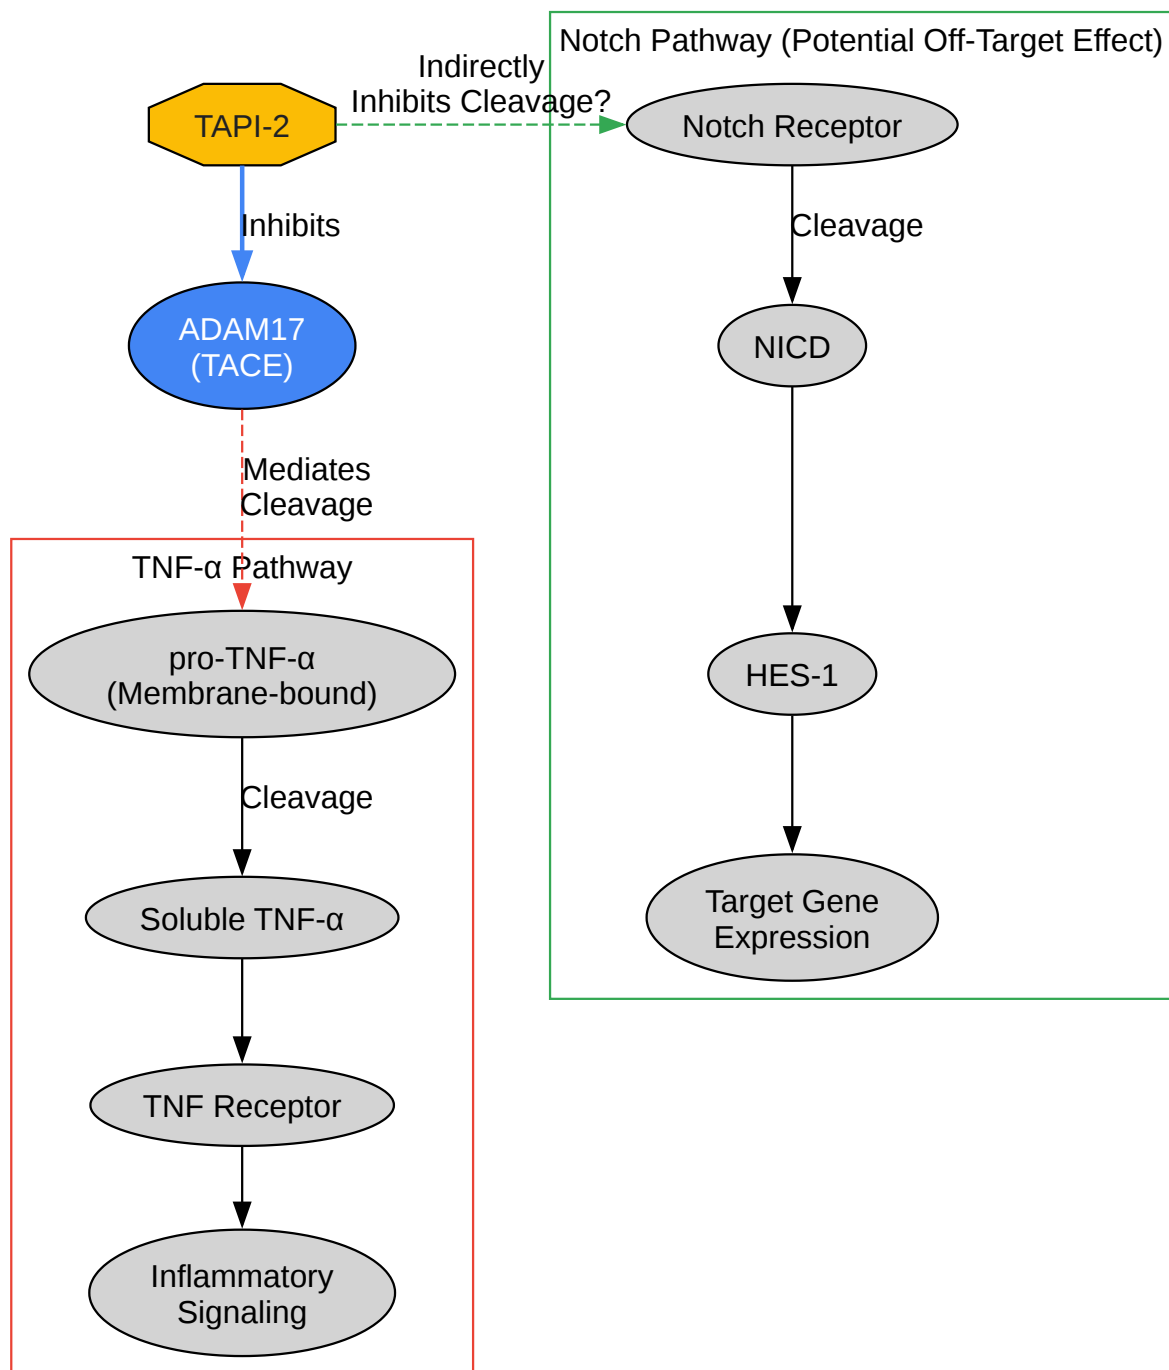 Notch Pathway (Potential Off-Target Effect)
Indirectly
Inhibits Cleavage?
TAPI-2
Notch Receptor
Inhibits
Cleavage
ADAM17
(TACE)
NICD
Mediates
Cleavage
TNF-α Pathway
pro-TNF-α
(Membrane-bound)
HES-1
Cleavage
Soluble TNF-α
Target Gene
Expression
TNF Receptor
Inflammatory
Signaling